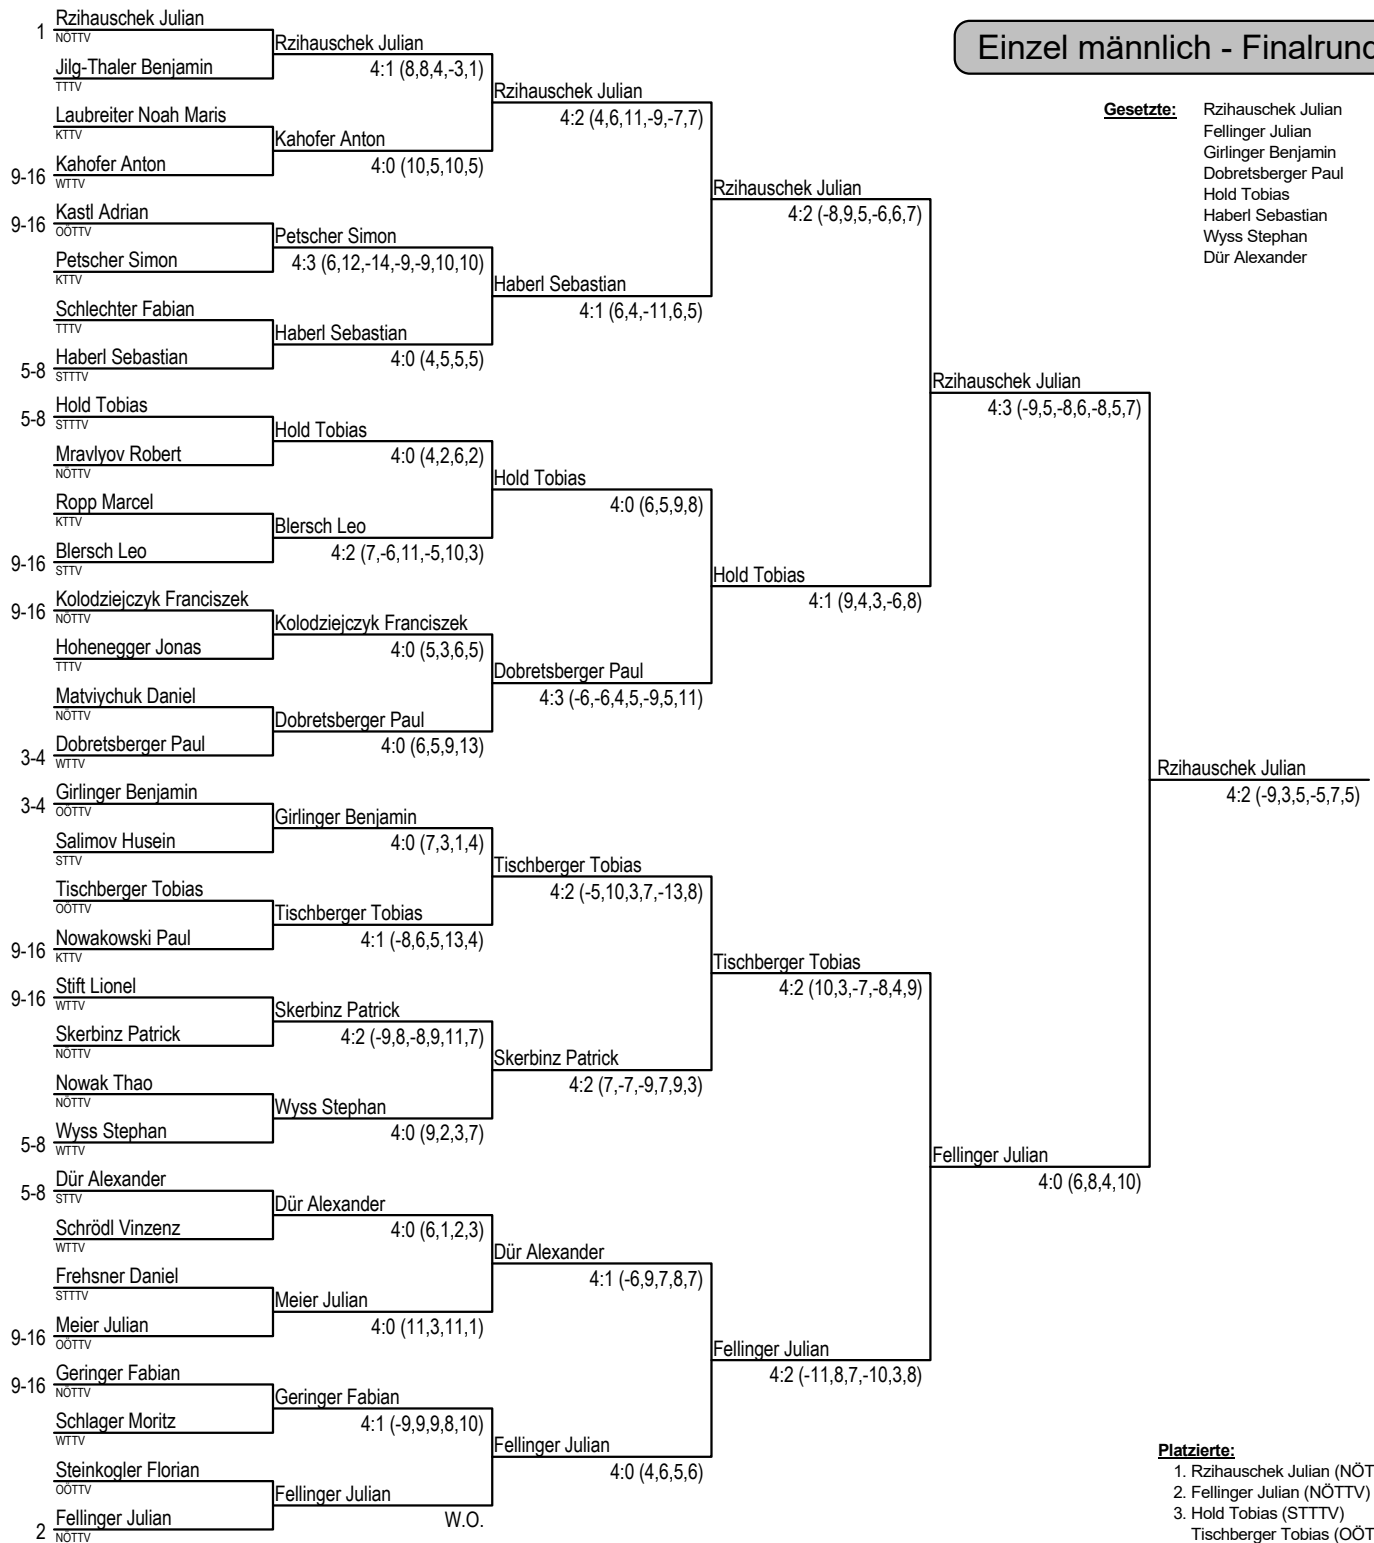 Einzel männlich - Finalrund
Gesetzte: Rzihauschek Julian
Fellinger Julian
Girlinger Benjamin
Dobretsberger Paul
Hold Tobias
Haberl Sebastian
Wyss Stephan
Dür Alexander
1 Rzihauschek Julian
NÖTTV
Jilg-Thaler Benjamin
TTTV
Laubreiter Noah Maris
KTTV
9-16 Kahofer Anton
WTTV
9-16 Kastl Adrian
OÖTTV
Petscher Simon
KTTV
Schlechter Fabian
TTTV
5-8 Haberl Sebastian
STTTV
5-8 Hold Tobias
STTTV
Mravlyov Robert
NÖTTV
Ropp Marcel
KTTV
9-16 Blersch Leo
STTV
9-16 Kolodziejczyk Franciszek
NÖTTV
Hohenegger Jonas
TTTV
Matviychuk Daniel
NÖTTV
3-4 Dobretsberger Paul
WTTV
3-4 Girlinger Benjamin
OÖTTV
Salimov Husein
STTV
Tischberger Tobias
OÖTTV
9-16 Nowakowski Paul
KTTV
9-16 Stift Lionel
WTTV
Skerbinz Patrick
NÖTTV
Nowak Thao
NÖTTV
5-8 Wyss Stephan
WTTV
5-8 Dür Alexander
STTV
Schrödl Vinzenz
WTTV
Frehsner Daniel
STTTV
9-16 Meier Julian
OÖTTV
9-16 Geringer Fabian
NÖTTV
Schlager Moritz
WTTV
Steinkogler Florian
OÖTTV
2 Fellinger Julian
NÖTTV
Rzihauschek Julian
4:1 (8,8,4,-3,1)
Kahofer Anton
4:0 (10,5,10,5)
Petscher Simon
4:3 (6,12,-14,-9,-9,10,10)
Haberl Sebastian
4:0 (4,5,5,5)
Hold Tobias
4:0 (4,2,6,2)
Blersch Leo
4:2 (7,-6,11,-5,10,3)
Kolodziejczyk Franciszek
4:0 (5,3,6,5)
Dobretsberger Paul
4:0 (6,5,9,13)
Girlinger Benjamin
4:0 (7,3,1,4)
Tischberger Tobias
4:1 (-8,6,5,13,4)
Skerbinz Patrick
4:2 (-9,8,-8,9,11,7)
Wyss Stephan
4:0 (9,2,3,7)
Dür Alexander
4:0 (6,1,2,3)
Meier Julian
4:0 (11,3,11,1)
Geringer Fabian
4:1 (-9,9,9,8,10)
Fellinger Julian
W.O.
Rzihauschek Julian
4:2 (4,6,11,-9,-7,7)
Haberl Sebastian
4:1 (6,4,-11,6,5)
Hold Tobias
4:0 (6,5,9,8)
Dobretsberger Paul
4:3 (-6,-6,4,5,-9,5,11)
Tischberger Tobias
4:2 (-5,10,3,7,-13,8)
Skerbinz Patrick
4:2 (7,-7,-9,7,9,3)
Dür Alexander
4:1 (-6,9,7,8,7)
Fellinger Julian
4:0 (4,6,5,6)
Rzihauschek Julian
4:2 (-8,9,5,-6,6,7)
Hold Tobias
4:1 (9,4,3,-6,8)
Tischberger Tobias
4:2 (10,3,-7,-8,4,9)
Fellinger Julian
4:2 (-11,8,7,-10,3,8)
Rzihauschek Julian
4:3 (-9,5,-8,6,-8,5,7)
Fellinger Julian
4:0 (6,8,4,10)
Rzihauschek Julian
4:2 (-9,3,5,-5,7,5)
Platzierte:
1. Rzihauschek Julian (NÖT
2. Fellinger Julian (NÖTTV)
3. Hold Tobias (STTTV)
Tischberger Tobias (OÖT